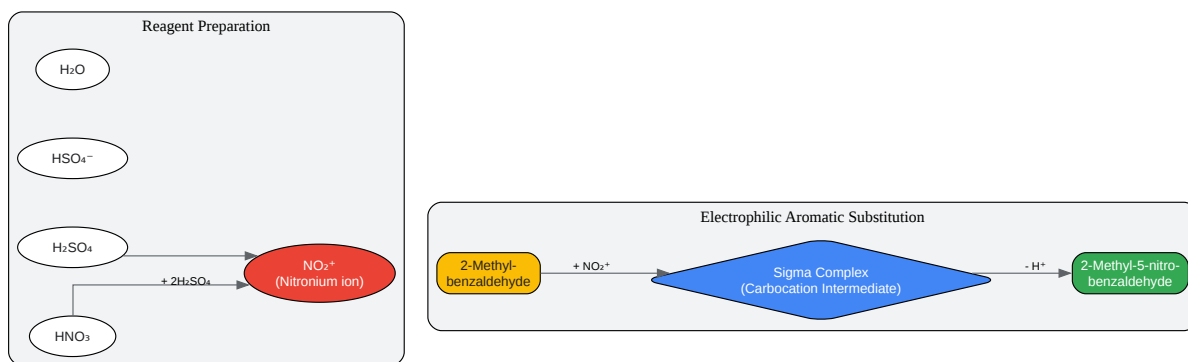 Reagent Preparation
H₂O
HSO₄⁻
H₂SO₄
NO₂⁺
(Nitronium ion)
+ 2H₂SO₄
HNO₃
Electrophilic Aromatic Substitution
2-Methyl-
benzaldehyde
+ NO₂⁺
Sigma Complex
(Carbocation Intermediate)
- H⁺
2-Methyl-5-nitro-
benzaldehyde